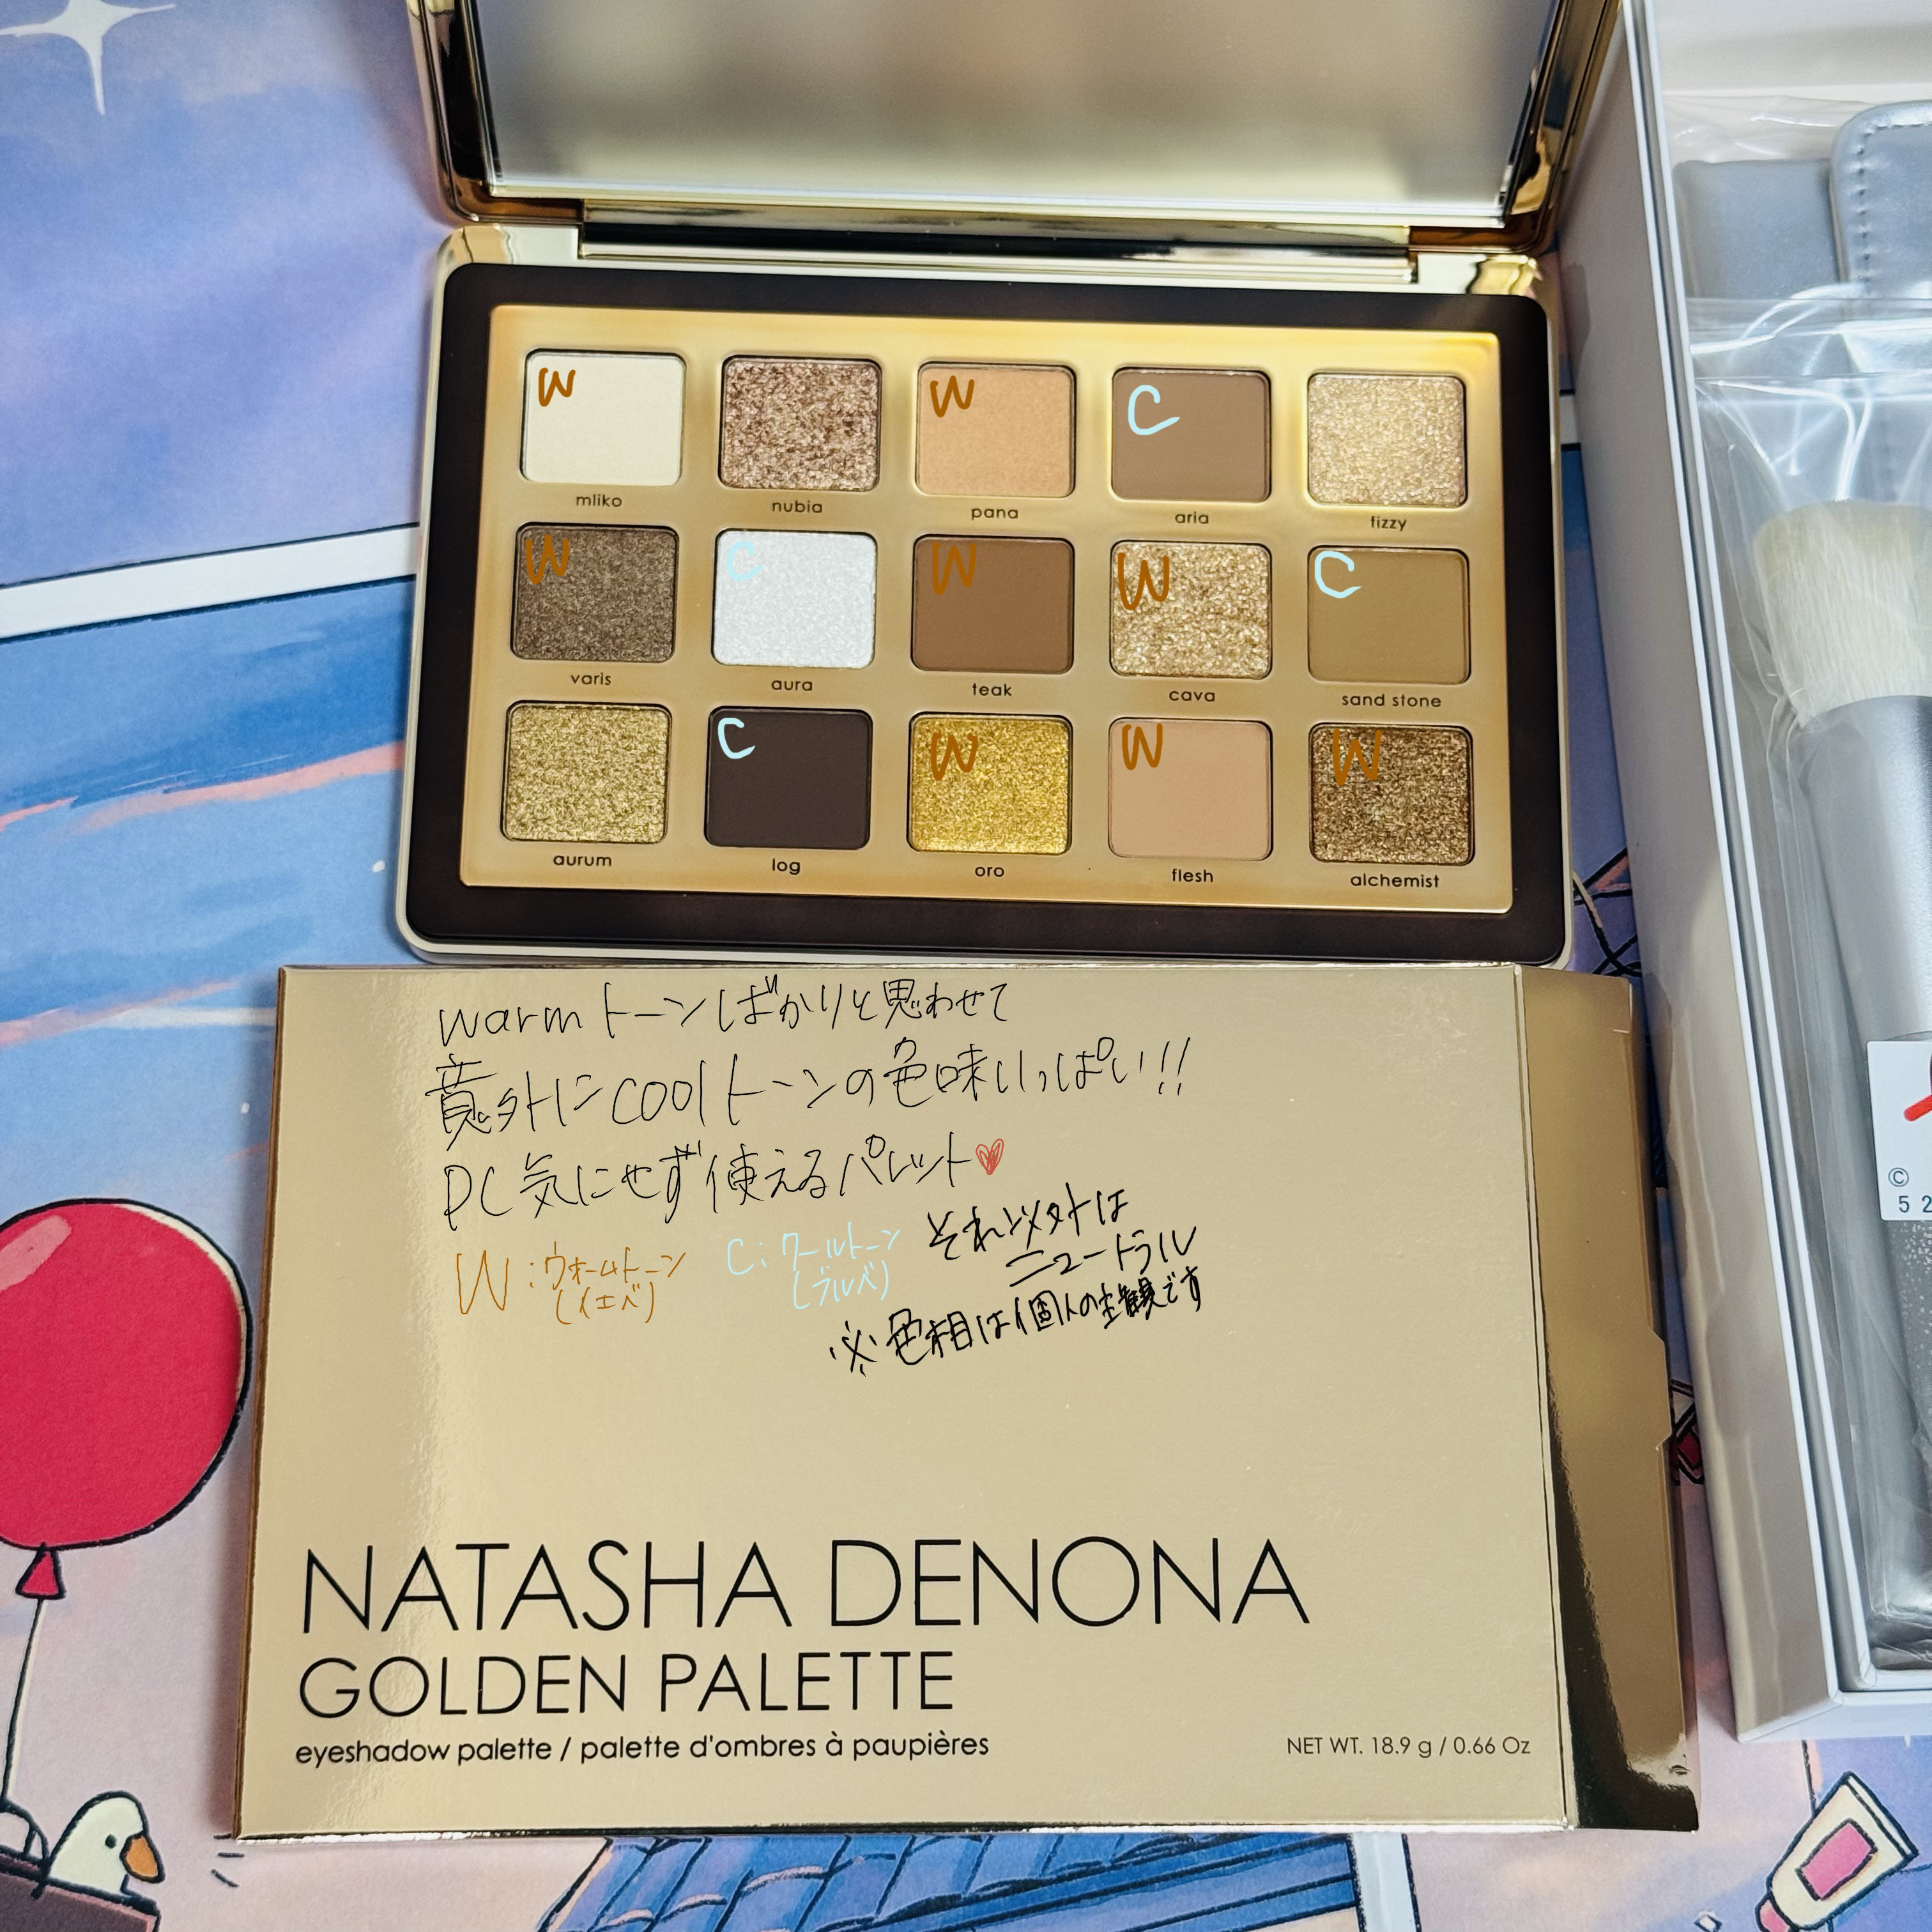 W
W
C
mliko
nubia
pana
aria
fizzy
W
C
W
W
C
varis
aura
teak
cava
sand stone
C
W
W
W
aurum
log
oro
flesh
alchemist
warmトーンばかりと思わせて
意外にcoolトーンの色味いっぱい!!
PC気にせず使えるパレット♥
W:ウォームトーン
(イエベ)
C:クールトーン
(ブルベ)
それ以外は
ニュートラル
※色相は個人の主観です
NATASHA DENONA
GOLDEN PALETTE
eyeshadow palette / palette d'ombres à paupières
NET WT. 18.9 g / 0.66 Oz
©
52